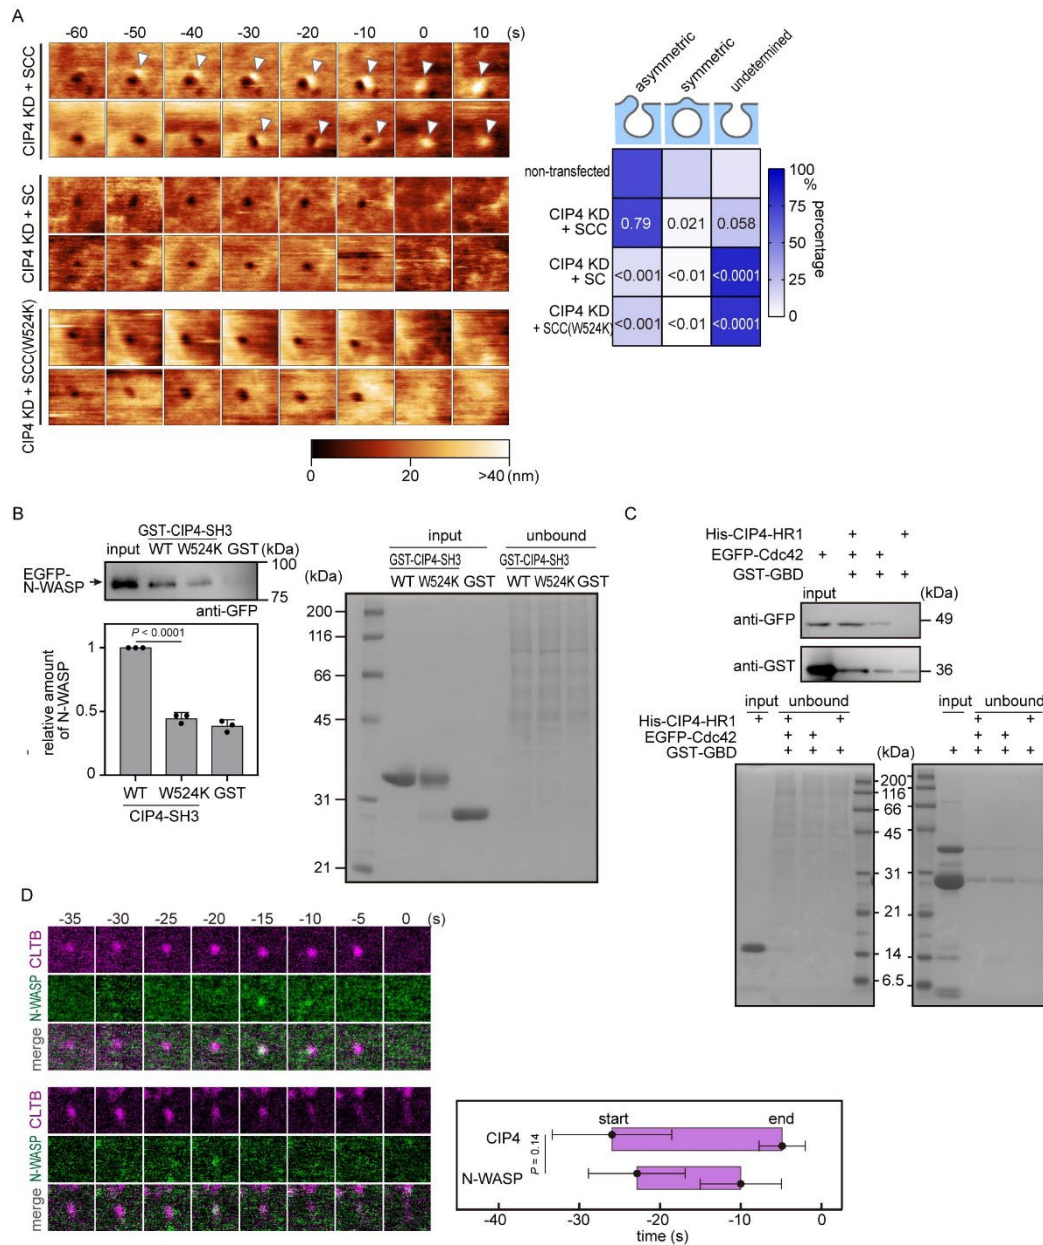 A
-60 -50 -40 -30 -20 -10 0 10 (s)
CIP4 KD + SCC
CIP4 KD + SC
CIP4 KD + SCC(W524K)
0 20 >40 (nm)
asymmetric
symmetric
undetermined
non-transfected
CIP4 KD
+ SCC
0.79 0.021 0.058
CIP4 KD
+ SC
<0.001 <0.01 <0.0001
CIP4 KD
+ SCC(W524K)
<0.001 <0.01 <0.0001
100
%
75
50
25
0
percentage
B
GST-CIP4-SH3
input WT W524K GST (kDa)
EGFP-
N-WASP
100
75
anti-GFP
P < 0.0001
relative amount
of N-WASP
1
0.5
0
WT W524K GST
CIP4-SH3
input unbound
GST-CIP4-SH3 GST-CIP4-SH3
(kDa) WT W524K GST WT W524K GST
200
116
66
45
31
21
C
His-CIP4-HR1 + +
EGFP-Cdc42 + + +
GST-GBD + + +
input (kDa)
anti-GFP 49
anti-GST 36
input unbound
His-CIP4-HR1 + + +
EGFP-Cdc42 + +
GST-GBD + + +
(kDa)
input unbound
+ +
+ +
+ + + +
200
116
66
45
31
21
14
6.5
D
-35 -30 -25 -20 -15 -10 -5 0 (s)
CLTB
N-WASP
merge
CLTB
N-WASP
merge
start end
CIP4
P = 0.14
N-WASP
-40 -30 -20 -10 0
time (s)